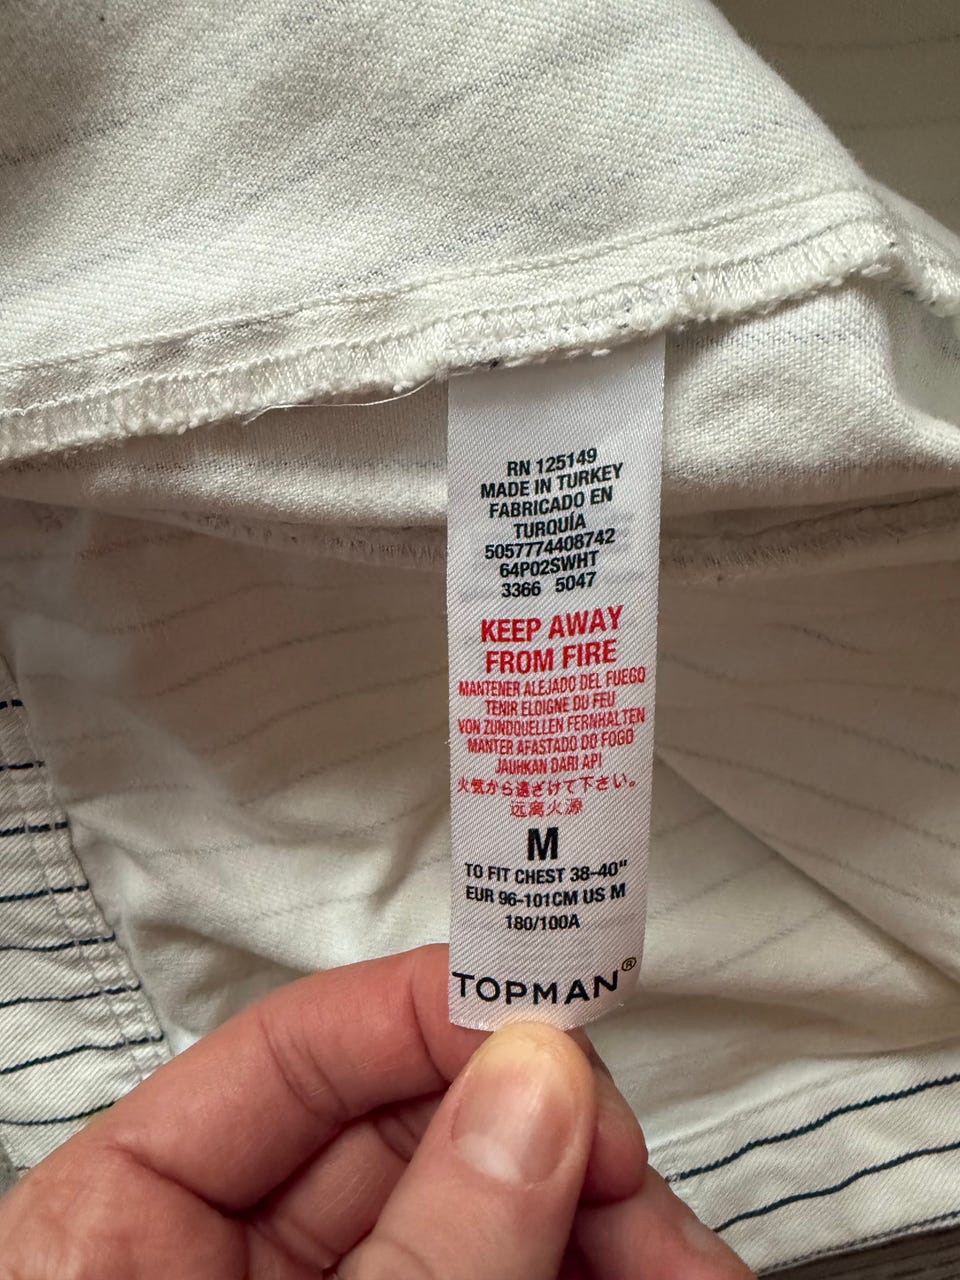 RN 125149
MADE IN TURKEY
FABRICADO EN
TURQUÍA
5057774408742
64P02SWHT
3366 5047
KEEP AWAY
FROM FIRE
MANTENER ALEJADO DEL FUEGO
TENIR ELOIGNE DU FEU
VON ZUNDQUELLEN FERNHALTEN
MANTER AFASTADO DO FOGO
JAUHKAN DARI API
火気から遠ざけて下さい。
远离火源
M
TO FIT CHEST 38-40"
EUR 96-101CM US M
180/100A
TOPMAN®